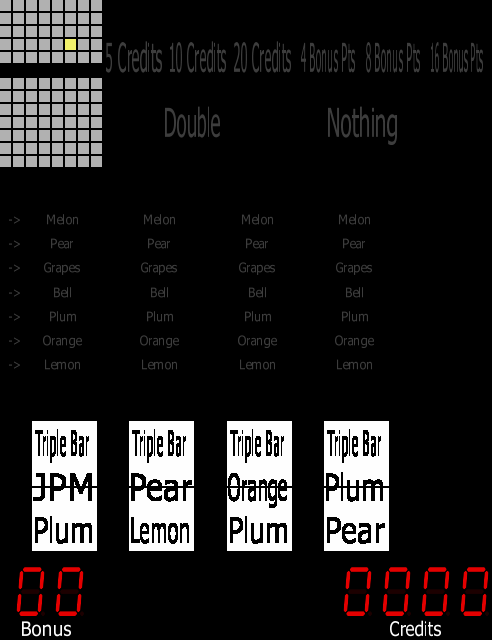 5 Credits 10 Credits 20 Credits 4 Bonus Pts 8 Bonus Pts 16 Bonus Pts
Double Nothing
-> Melon Melon Melon Melon
-> Pear Pear Pear Pear
-> Grapes Grapes Grapes Grapes
-> Bell Bell Bell Bell
-> Plum Plum Plum Plum
-> Orange Orange Orange Orange
-> Lemon Lemon Lemon Lemon
Triple Bar Triple Bar Triple Bar Triple Bar
JPM Pear Orange Plum
Plum Lemon Plum Pear
00 0000
Bonus Credits